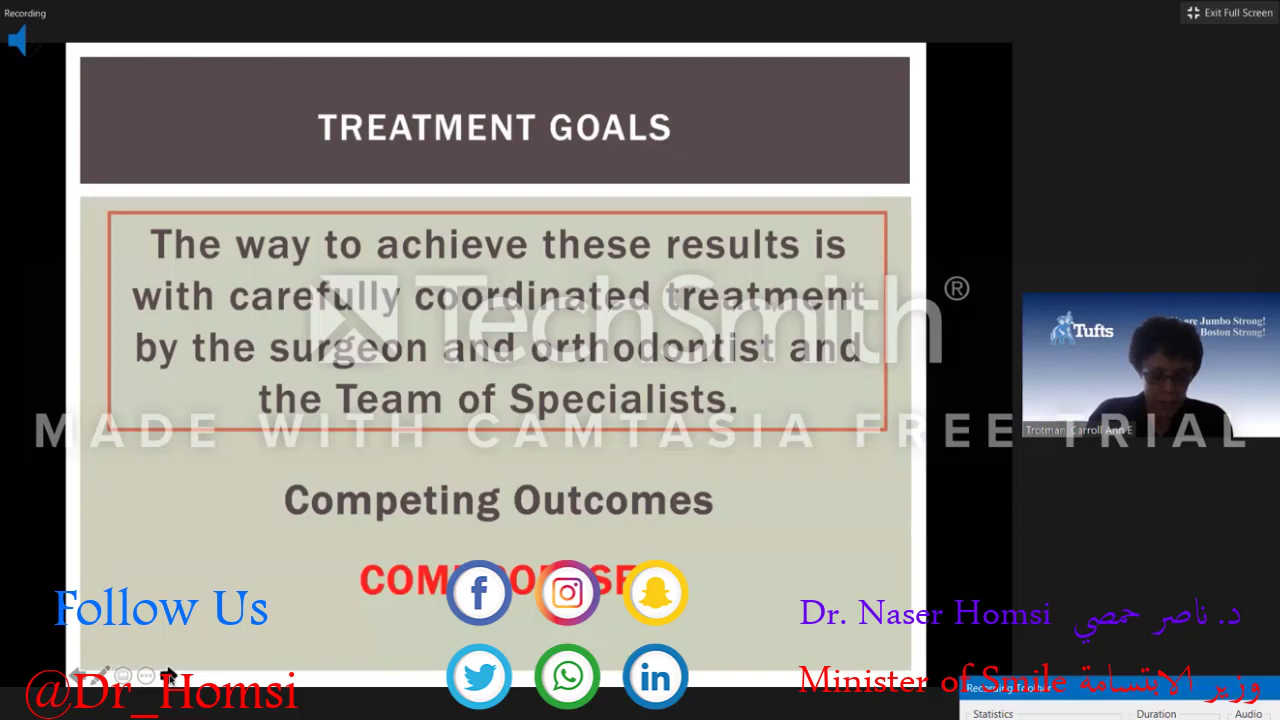 Recording
Exit Full Screen
TREATMENT GOALS
The way to achieve these results is
with carefully coordinated treatment
by the surgeon and orthodontist and
the Team of Specialists.
TechSmith®
MADE WITH CAMTASIA FREE TRIAL
Competing Outcomes
Tufts
are Jumbo Strong!
Boston Strong!
Trotman, Carroll Ann E
Follow Us
@Dr_Homsi
Dr. Naser Homsi د. ناصر حمصي
Minister of Smile وزير الابتسامة
Recording Toolbar
Statistics
Duration
Audio